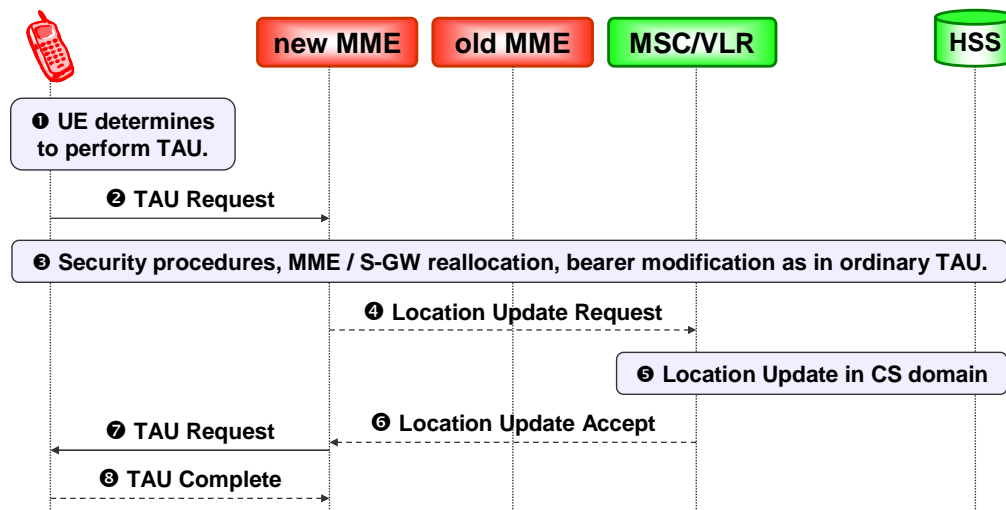 new MME
old MME
MSC/VLR
HSS
❶ UE determines
to perform TAU.
❷ TAU Request
❸ Security procedures, MME / S-GW reallocation, bearer modification as in ordinary TAU.
❹ Location Update Request
❺ Location Update in CS domain
❻ Location Update Accept
❼ TAU Request
❽ TAU Complete